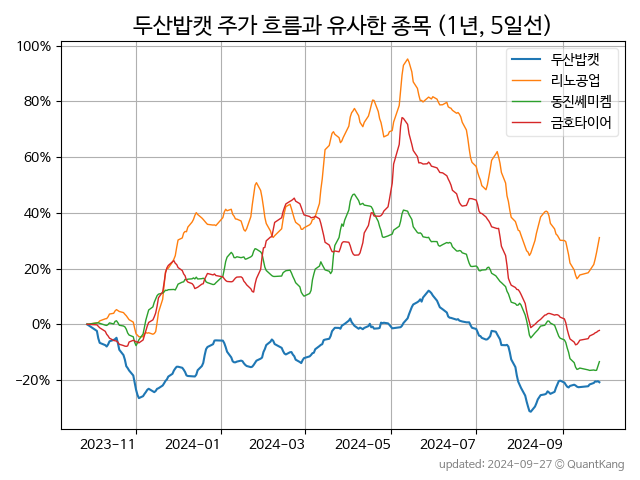 두산밥캣 주가 흐름과 유사한 종목 (1년, 5일선)
두산밥캣
리노공업
동진쎄미켐
금호타이어
100%
80%
60%
40%
20%
0%
−20%
2023−11
2024−01
2024−03
2024−05
2024−07
2024−09
updated: 2024−09−27 © QuantKang